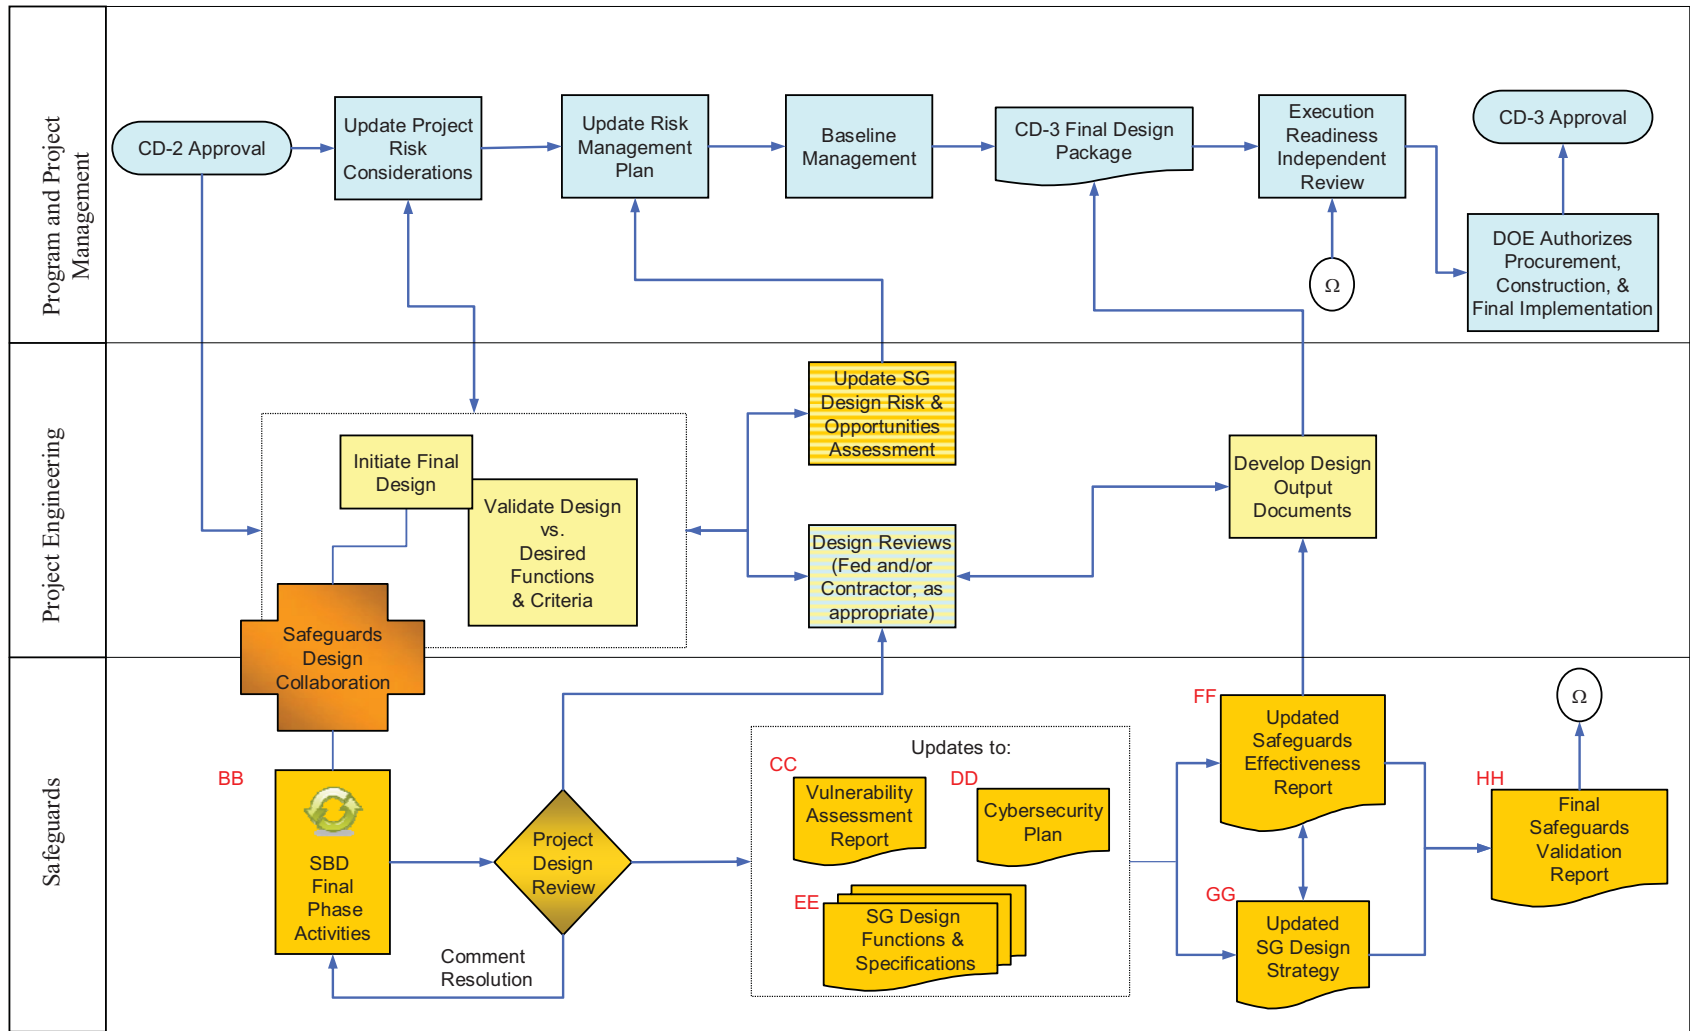 Program and Project
Management
CD-2 Approval
Update Project
Risk
Considerations
Update Risk
Management
Plan
Baseline
Management
CD-3 Final Design
Package
Execution
Readiness
Independent
Review
CD-3 Approval
DOE Authorizes
Procurement,
Construction, &
Final Implementation
Ω
Project Engineering
Initiate Final
Design
Validate Design
vs.
Desired
Functions
& Criteria
Update SG
Design Risk &
Opportunities
Assessment
Design Reviews
(Fed and/or
Contractor, as
appropriate)
Develop Design
Output
Documents
Safeguards
Design
Collaboration
Safeguards
BB
SBD
Final
Phase
Activities
Project
Design
Review
Comment
Resolution
Updates to:
CC
Vulnerability
Assessment
Report
DD
Cybersecurity
Plan
EE
SG Design
Functions &
Specifications
FF
Updated
Safeguards
Effectiveness
Report
GG
Updated
SG Design
Strategy
HH
Final
Safeguards
Validation
Report
Ω